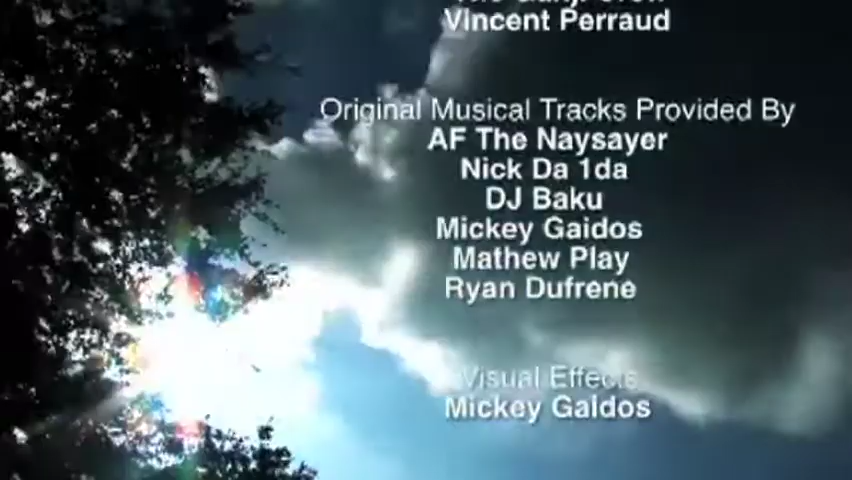 Vincent Perraud
Original Musical Tracks Provided By
AF The Naysayer
Nick Da 1da
DJ Baku
Mickey Gaidos
Mathew Play
Ryan Dufrene
Visual Effects
Mickey Gaidos